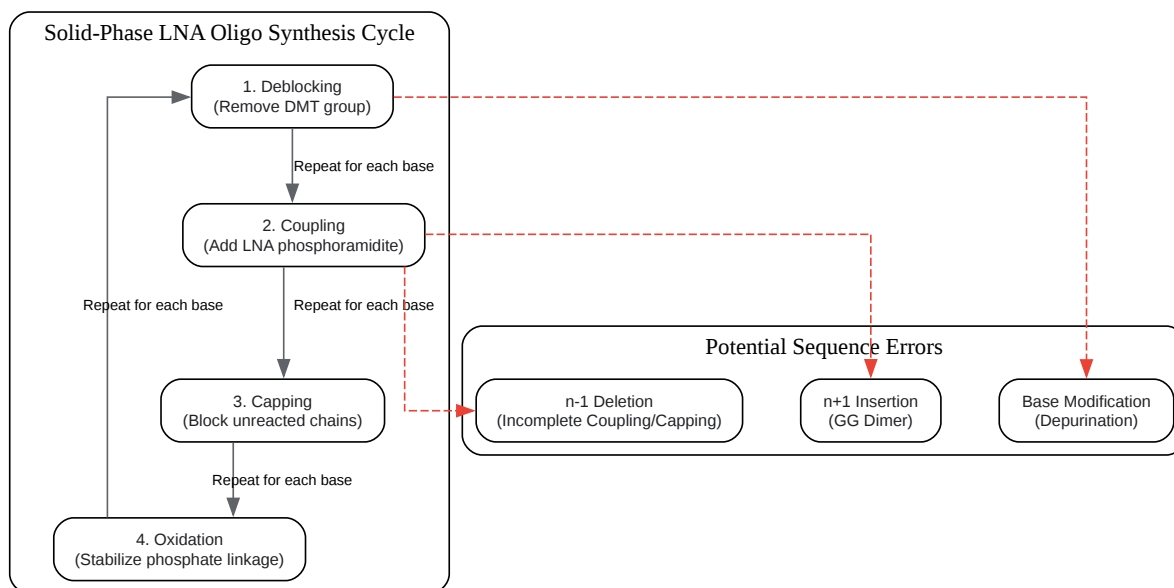 Solid-Phase LNA Oligo Synthesis Cycle
1. Deblocking
(Remove DMT group)
Repeat for each base
2. Coupling
(Add LNA phosphoramidite)
Repeat for each base
Repeat for each base
3. Capping
(Block unreacted chains)
Repeat for each base
4. Oxidation
(Stabilize phosphate linkage)
Potential Sequence Errors
n-1 Deletion
(Incomplete Coupling/Capping)
n+1 Insertion
(GG Dimer)
Base Modification
(Depurination)